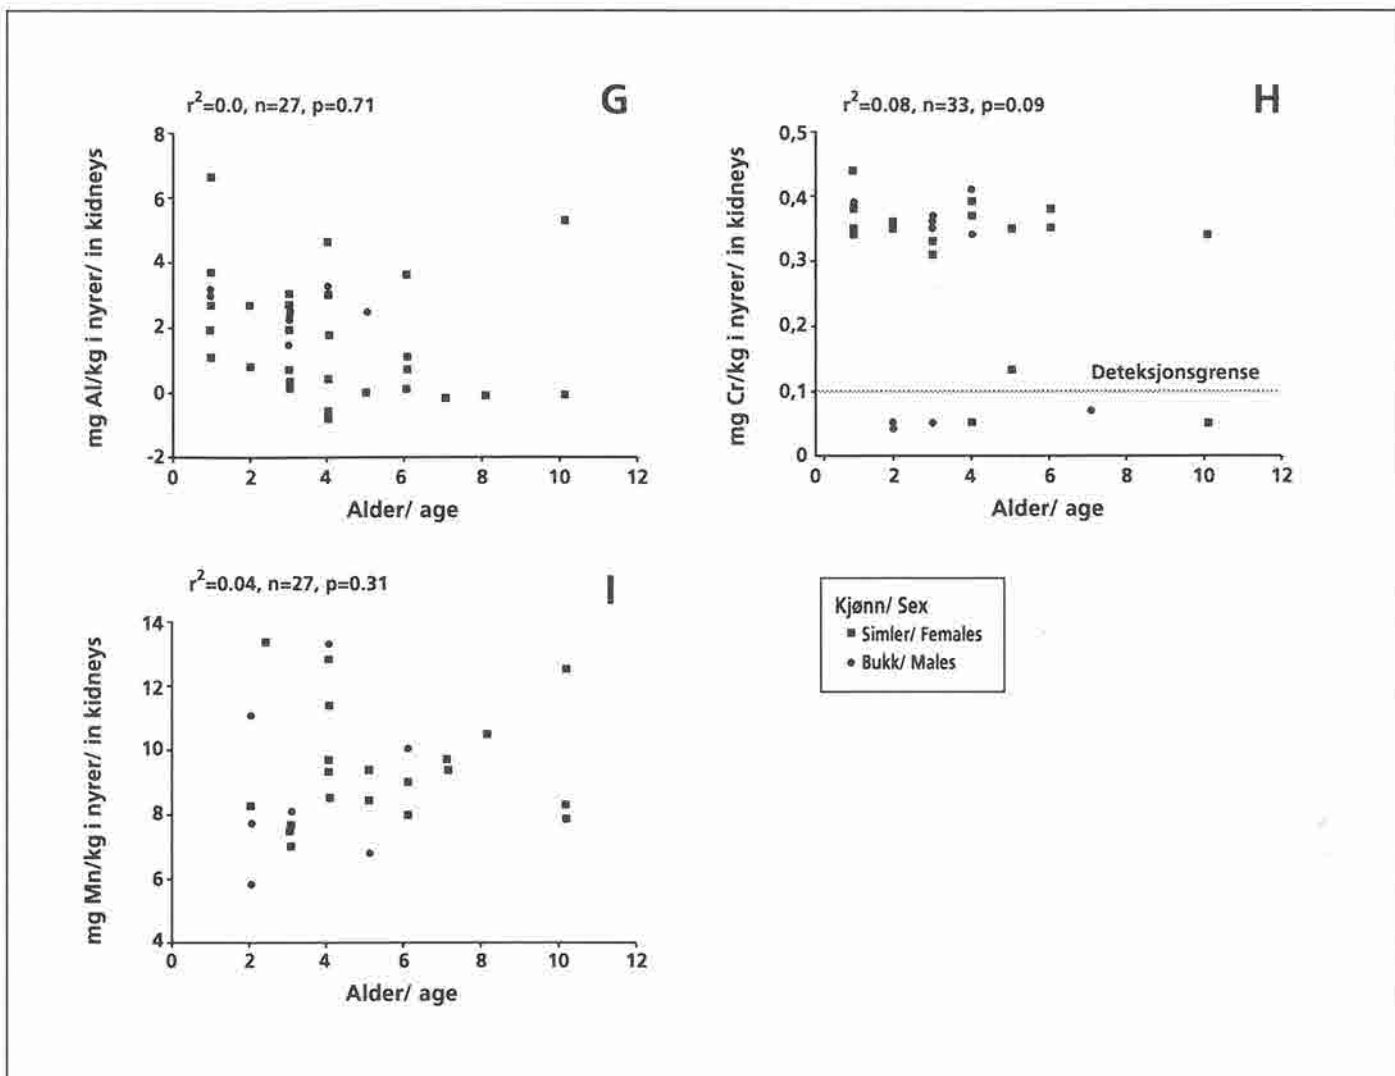 r²=0.0, n=27, p=0.71
G
mg Al/kg i nyrer/ in kidneys
8
6
4
2
0
-2
0 2 4 6 8 10 12
Alder/ age
r²=0.08, n=33, p=0.09
H
mg Cr/kg i nyrer/ in kidneys
0,5
0,4
0,3
0,2
0,1
0
Deteksjonsgrense
0 2 4 6 8 10 12
Alder/ age
r²=0.04, n=27, p=0.31
I
mg Mn/kg i nyrer/ in kidneys
14
12
10
8
6
4
0 2 4 6 8 10 12
Alder/ age
Kjønn/ Sex
Simler/ Females
Bukk/ Males